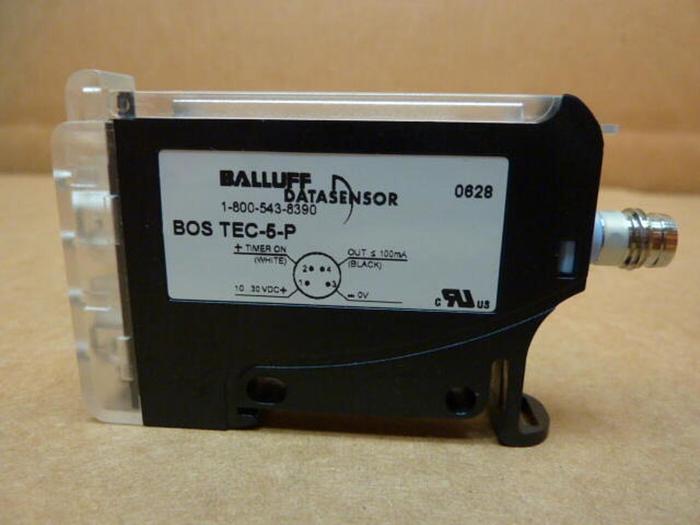 BALLUFF
DATASENSOR
0628
1-800-543-8390
BOS TEC-5-P
+ TIMER ON
(WHITE)
OUT ≤ 100mA
(BLACK)
2 4
1 3
10...30 VDC +
- 0V
C RU US